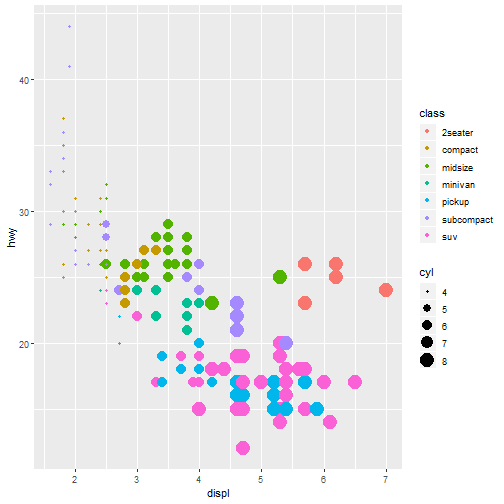 hwy
40
30
20
2
3
4
5
6
7
displ
class
2seater
compact
midsize
minivan
pickup
subcompact
suv
cyl
4
5
6
7
8